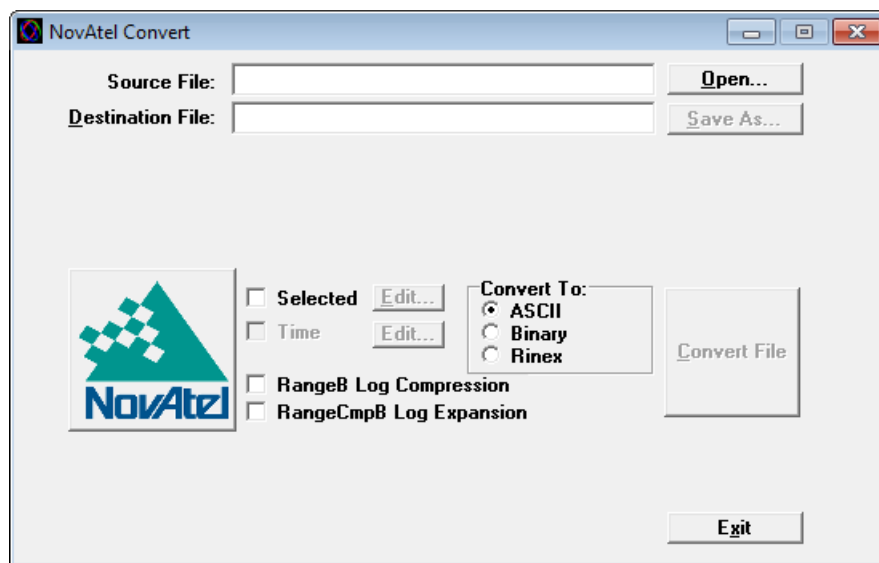 NovAtel Convert
Source File:
Open...
Destination File:
Save As...
Selected
Edit...
Time
Edit...
Convert To:
ASCII
Binary
Rinex
Convert File
RangeB Log Compression
RangeCmpB Log Expansion
NovAtel
Exit